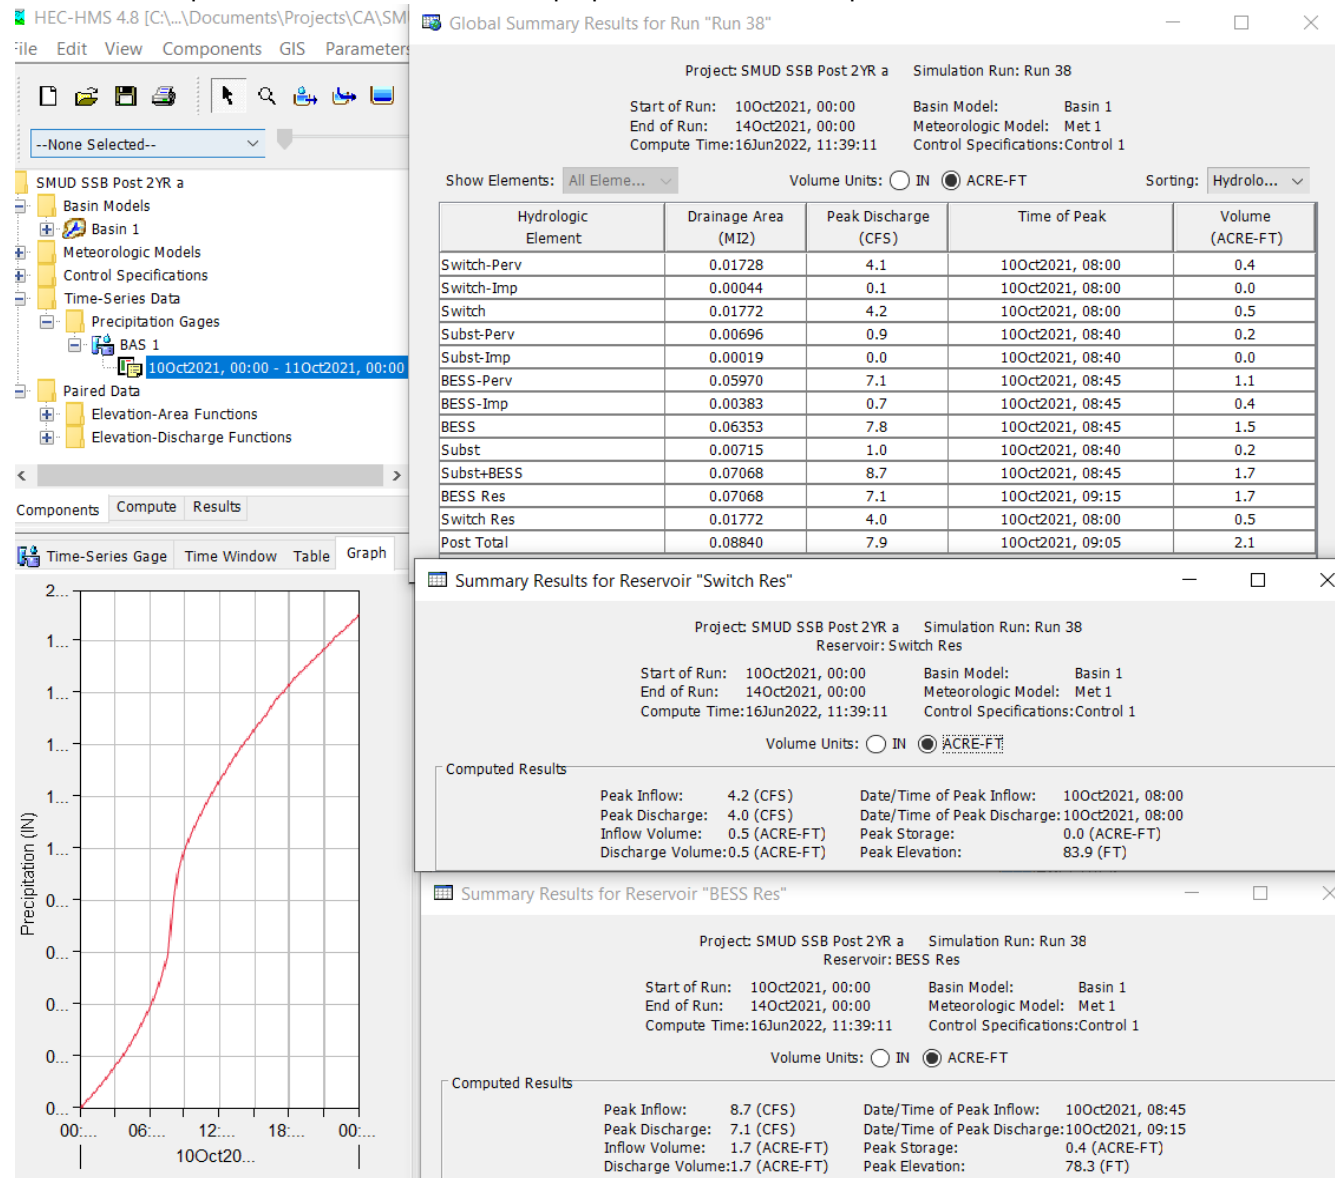 HEC-HMS 4.8 [C:\...\Documents\Projects\CA\SMU
File Edit View Components GIS Parameters
--None Selected--
SMUD SSB Post 2YR a
Basin Models
Basin 1
Meteorologic Models
Control Specifications
Time-Series Data
Precipitation Gages
BAS 1
10Oct2021, 00:00 - 11Oct2021, 00:00
Paired Data
Elevation-Area Functions
Elevation-Discharge Functions
Components Compute Results
Time-Series Gage Time Window Table Graph
2...
1...
1...
1...
1...
1...
0...
0...
0...
0...
0...
Precipitation (IN)
00:... 06:... 12:... 18:... 00:...
10Oct20...
Global Summary Results for Run "Run 38"
Project: SMUD SSB Post 2YR a Simulation Run: Run 38
Start of Run: 10Oct2021, 00:00 Basin Model: Basin 1
End of Run: 14Oct2021, 00:00 Meteorologic Model: Met 1
Compute Time:16Jun2022, 11:39:11 Control Specifications:Control 1
Show Elements: All Eleme... Volume Units: IN ACRE-FT Sorting: Hydrolo...
Hydrologic Drainage Area Peak Discharge Time of Peak Volume
Element (MI2) (CFS) (ACRE-FT)
Switch-Perv 0.01728 4.1 10Oct2021, 08:00 0.4
Switch-Imp 0.00044 0.1 10Oct2021, 08:00 0.0
Switch 0.01772 4.2 10Oct2021, 08:00 0.5
Subst-Perv 0.00696 0.9 10Oct2021, 08:40 0.2
Subst-Imp 0.00019 0.0 10Oct2021, 08:40 0.0
BESS-Perv 0.05970 7.1 10Oct2021, 08:45 1.1
BESS-Imp 0.00383 0.7 10Oct2021, 08:45 0.4
BESS 0.06353 7.8 10Oct2021, 08:45 1.5
Subst 0.00715 1.0 10Oct2021, 08:40 0.2
Subst+BESS 0.07068 8.7 10Oct2021, 08:45 1.7
BESS Res 0.07068 7.1 10Oct2021, 09:15 1.7
Switch Res 0.01772 4.0 10Oct2021, 08:00 0.5
Post Total 0.08840 7.9 10Oct2021, 09:05 2.1
Summary Results for Reservoir "Switch Res"
Project: SMUD SSB Post 2YR a Simulation Run: Run 38
Reservoir: Switch Res
Start of Run: 10Oct2021, 00:00 Basin Model: Basin 1
End of Run: 14Oct2021, 00:00 Meteorologic Model: Met 1
Compute Time:16Jun2022, 11:39:11 Control Specifications:Control 1
Volume Units: IN ACRE-FT
Computed Results
Peak Inflow: 4.2 (CFS) Date/Time of Peak Inflow: 10Oct2021, 08:00
Peak Discharge: 4.0 (CFS) Date/Time of Peak Discharge:10Oct2021, 08:00
Inflow Volume: 0.5 (ACRE-FT) Peak Storage: 0.0 (ACRE-FT)
Discharge Volume:0.5 (ACRE-FT) Peak Elevation: 83.9 (FT)
Summary Results for Reservoir "BESS Res"
Project: SMUD SSB Post 2YR a Simulation Run: Run 38
Reservoir: BESS Res
Start of Run: 10Oct2021, 00:00 Basin Model: Basin 1
End of Run: 14Oct2021, 00:00 Meteorologic Model: Met 1
Compute Time:16Jun2022, 11:39:11 Control Specifications:Control 1
Volume Units: IN ACRE-FT
Computed Results
Peak Inflow: 8.7 (CFS) Date/Time of Peak Inflow: 10Oct2021, 08:45
Peak Discharge: 7.1 (CFS) Date/Time of Peak Discharge:10Oct2021, 09:15
Inflow Volume: 1.7 (ACRE-FT) Peak Storage: 0.4 (ACRE-FT)
Discharge Volume:1.7 (ACRE-FT) Peak Elevation: 78.3 (FT)